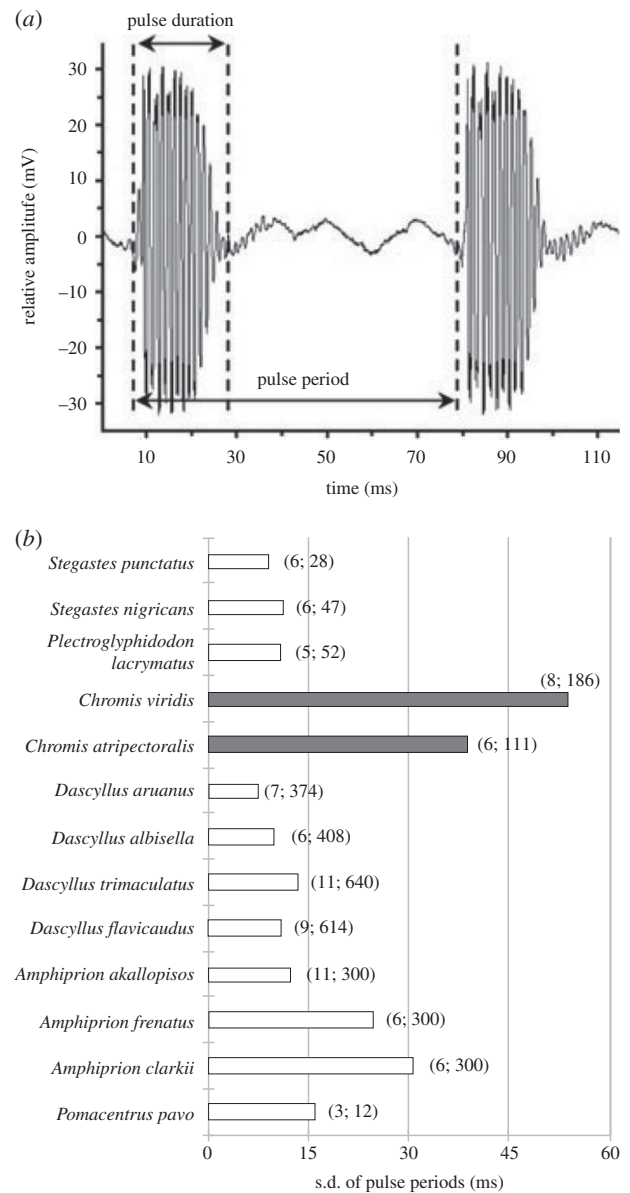 (a)
pulse duration
30
20
10
0
−10
−20
−30
relative amplitufe (mV)
pulse period
10 30 50 70 90 110
time (ms)
(b)
Stegastes punctatus (6; 28)
Stegastes nigricans (6; 47)
Plectroglyphidodon
lacrymatus (5; 52)
Chromis viridis (8; 186)
Chromis atripectoralis (6; 111)
Dascyllus aruanus (7; 374)
Dascyllus albisella (6; 408)
Dascyllus trimaculatus (11; 640)
Dascyllus flavicaudus (9; 614)
Amphiprion akallopisos (11; 300)
Amphiprion frenatus (6; 300)
Amphiprion clarkii (6; 300)
Pomacentrus pavo (3; 12)
0 15 30 45 60
s.d. of pulse periods (ms)